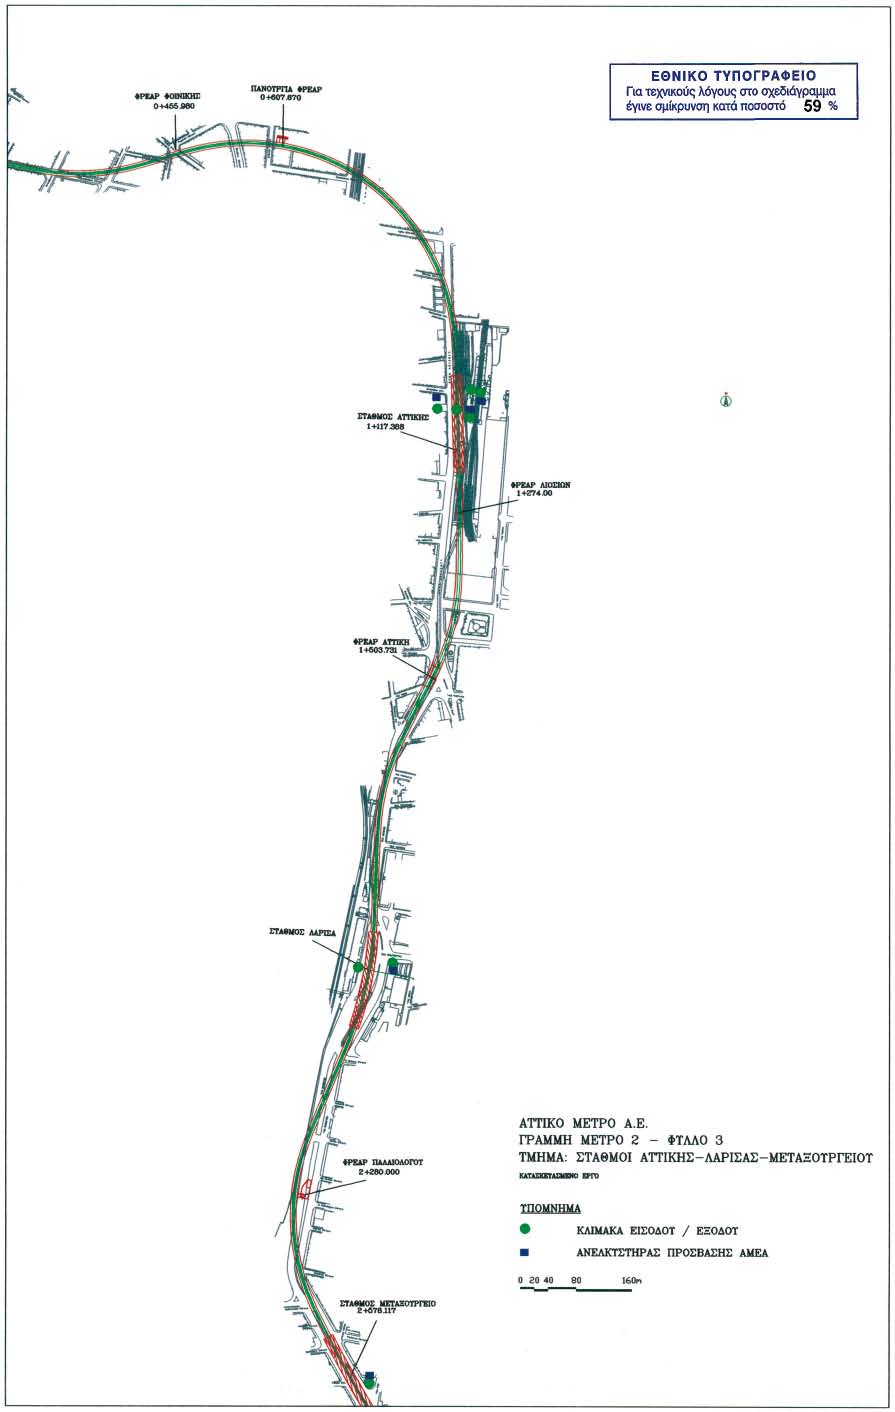 ΕΘΝΙΚΟ ΤΥΠΟΓΡΑΦΕΙΟ
Για τεχνικούς λόγους στο σχεδιάγραμμα
έγινε σμίκρυνση κατά ποσοστό 59 %
ΠΑΝΟΥΡΓΙΑ ΦΡΕΑΡ
0+607.670
ΦΡΕΑΡ ΦΟΙΝΙΚΗΣ
0+455.980
ΣΤΑΘΜΟΣ ΑΤΤΙΚΗΣ
1+117.388
ΦΡΕΑΡ ΛΙΟΣΙΩΝ
1+274.00
ΦΡΕΑΡ ΑΤΤΙΚΗ
1+503.731
ΣΤΑΘΜΟΣ ΛΑΡΙΣΑ
ΑΤΤΙΚΟ ΜΕΤΡΟ Α.Ε.
ΓΡΑΜΜΗ ΜΕΤΡΟ 2 - ΦΥΛΛΟ 3
ΤΜΗΜΑ: ΣΤΑΘΜΟΙ ΑΤΤΙΚΗΣ-ΛΑΡΙΣΑΣ-ΜΕΤΑΞΟΥΡΓΕΙΟΥ
ΚΑΤΑΣΚΕΥΑΣΜΕΝΟ ΕΡΓΟ
ΦΡΕΑΡ ΠΑΛΑΙΟΛΟΓΟΥ
2+280.000
ΥΠΟΜΝΗΜΑ
ΚΛΙΜΑΚΑ ΕΙΣΟΔΟΥ / ΕΞΟΔΟΥ
ΑΝΕΛΚΥΣΤΗΡΑΣ ΠΡΟΣΒΑΣΗΣ ΑΜΕΑ
0 20 40 80 160m
ΣΤΑΘΜΟΣ ΜΕΤΑΞΟΥΡΓΕΙΟ
2+578.117